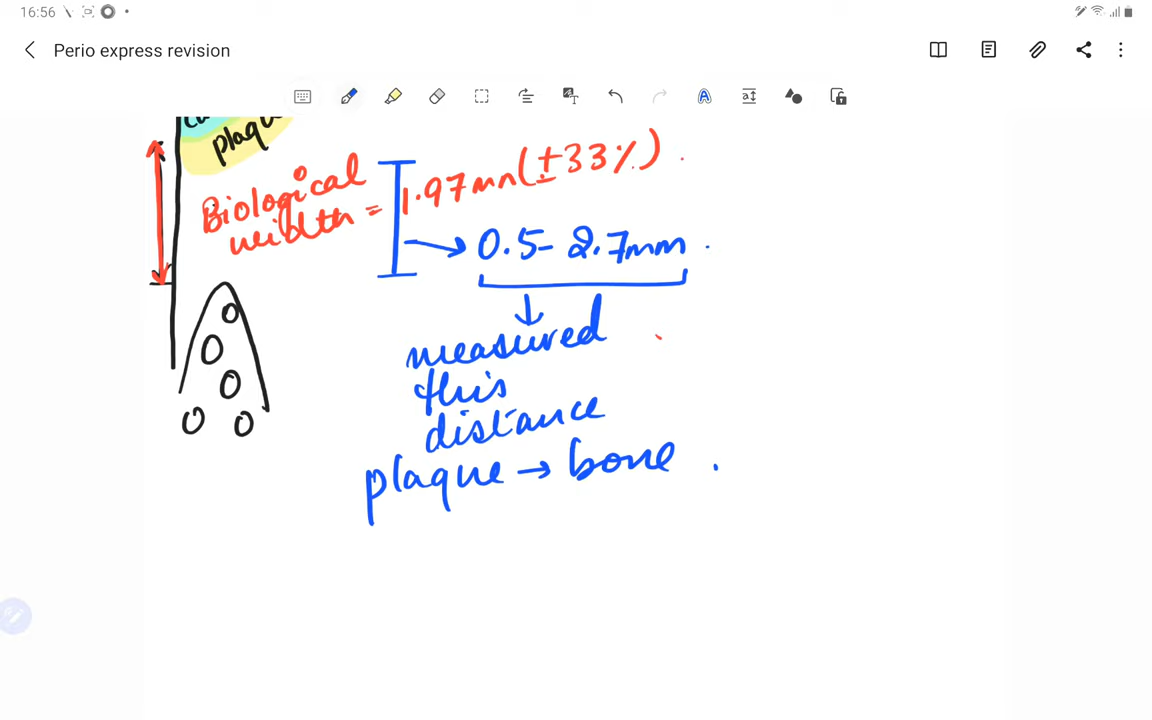 16:56
Perio express revision
plaque
Biological
width = 1.97mm (±33%).
→ 0.5 - 2.7mm.
measured
this
distance
plaque → bone.